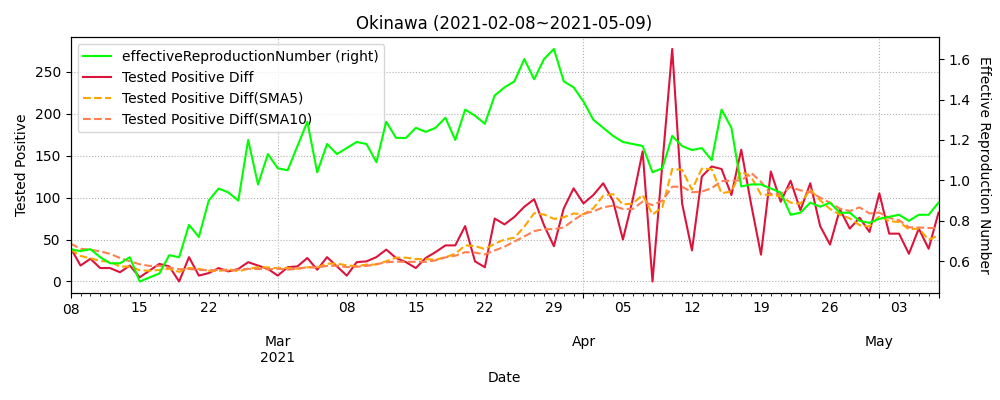 Okinawa (2021-02-08~2021-05-09)
effectiveReproductionNumber (right)
Tested Positive Diff
Tested Positive Diff(SMA5)
Tested Positive Diff(SMA10)
Tested Positive
250
200
150
100
50
0
1.6
1.4
1.2
1.0
0.8
0.6
Effective Reproduction Number
08 15 22 08 15 22 29 05 12 19 26 03
Mar Apr May
2021
Date